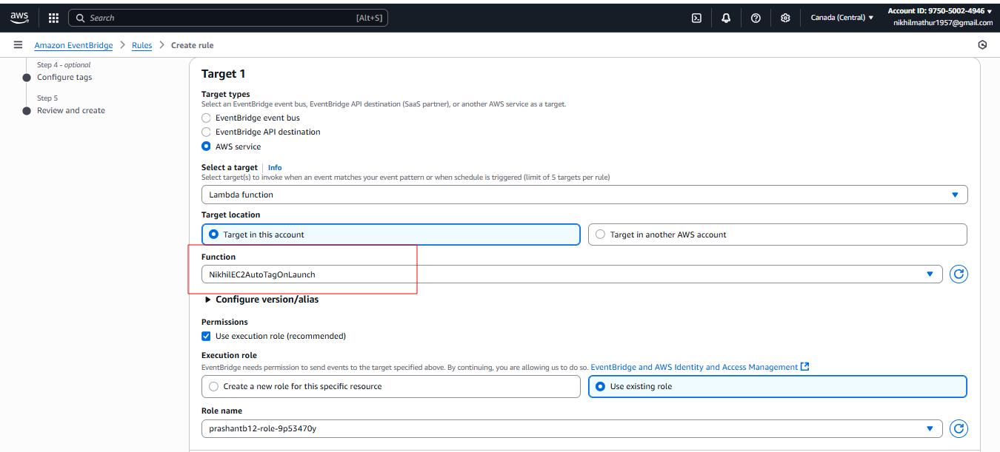 aws
Search [Alt+S]
Canada (Central)
Account ID: 9750-5002-4946
nikhilmathur1957@gmail.com
Amazon EventBridge > Rules > Create rule
Step 4 - optional
Configure tags
Step 5
Review and create
Target 1
Target types
Select an EventBridge event bus, EventBridge API destination (SaaS partner), or another AWS service as a target.
EventBridge event bus
EventBridge API destination
AWS service
Select a target Info
Select target(s) to invoke when an event matches your event pattern or when schedule is triggered (limit of 5 targets per rule)
Lambda function
Target location
Target in this account
Target in another AWS account
Function
NikhilEC2AutoTagOnLaunch
Configure version/alias
Permissions
Use execution role (recommended)
Execution role
EventBridge needs permission to send events to the target specified above. By continuing, you are allowing us to do so. EventBridge and AWS Identity and Access Management
Create a new role for this specific resource
Use existing role
Role name
prashantb12-role-9p53470y